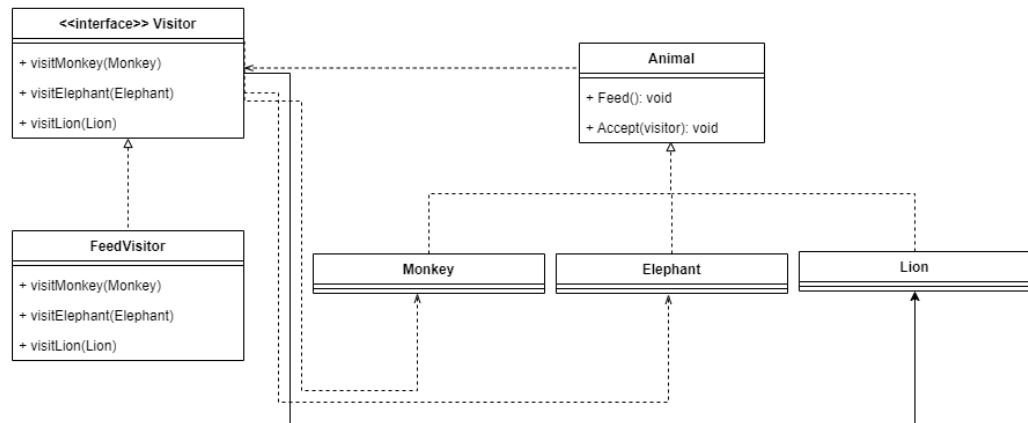 <<interface>> Visitor
+ visitMonkey(Monkey)
+ visitElephant(Elephant)
+ visitLion(Lion)
Animal
+ Feed(): void
+ Accept(visitor): void
FeedVisitor
+ visitMonkey(Monkey)
+ visitElephant(Elephant)
+ visitLion(Lion)
Monkey
Elephant
Lion